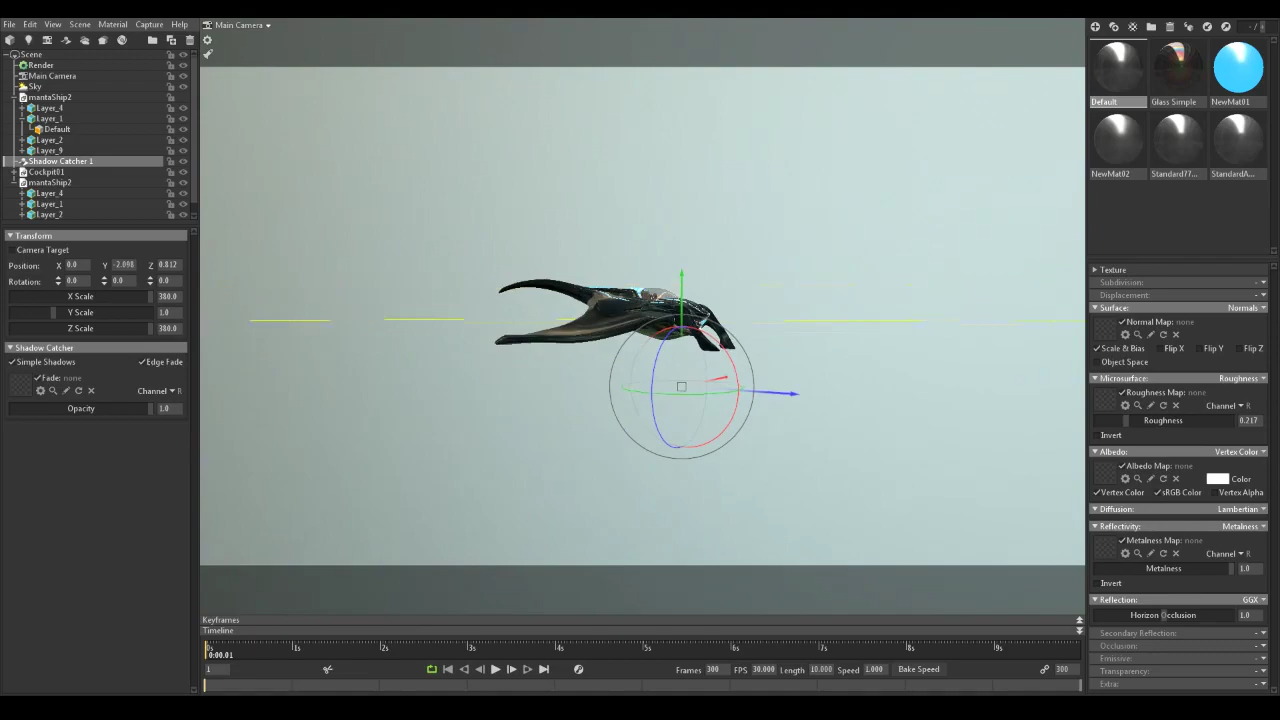 File Edit View Scene Material Capture Help
Main Camera
Scene
Render
Main Camera
Sky
mantaShip2
Layer_4
Layer_1
Default
Layer_2
Layer_9
Shadow Catcher 1
Cockpit01
mantaShip2
Layer_4
Layer_1
Layer_2
Transform
Camera Target
Position: X 0.0 Y -2.098 Z 0.812
Rotation: 0.0 0.0 0.0
X Scale 380.0
Y Scale 1.0
Z Scale 380.0
Shadow Catcher
Simple Shadows Edge Fade
Fade: none
Channel R
Opacity 1.0
Keyframes
Timeline
0s 1s 2s 3s 4s 5s 6s 7s 8s 9s
0:00.01
1
Frames 300 FPS 30.000 Length 10.000 Speed 1.000 Bake Speed 300
- /
Default Glass Simple NewMat01
NewMat02 Standard77... StandardA...
Texture
Subdivision: -
Displacement: -
Surface: Normals
Normal Map: none
Scale & Bias Flip X Flip Y Flip Z
Object Space
Microsurface: Roughness
Roughness Map: none
Channel R
Roughness 0.217
Invert
Albedo: Vertex Color
Albedo Map: none
Color
Vertex Color sRGB Color Vertex Alpha
Diffusion: Lambertian
Reflectivity: Metalness
Metalness Map: none
Channel R
Metalness 1.0
Invert
Reflection: GGX
Horizon Occlusion 1.0
Secondary Reflection: -
Occlusion: -
Emissive: -
Transparency: -
Extra: -